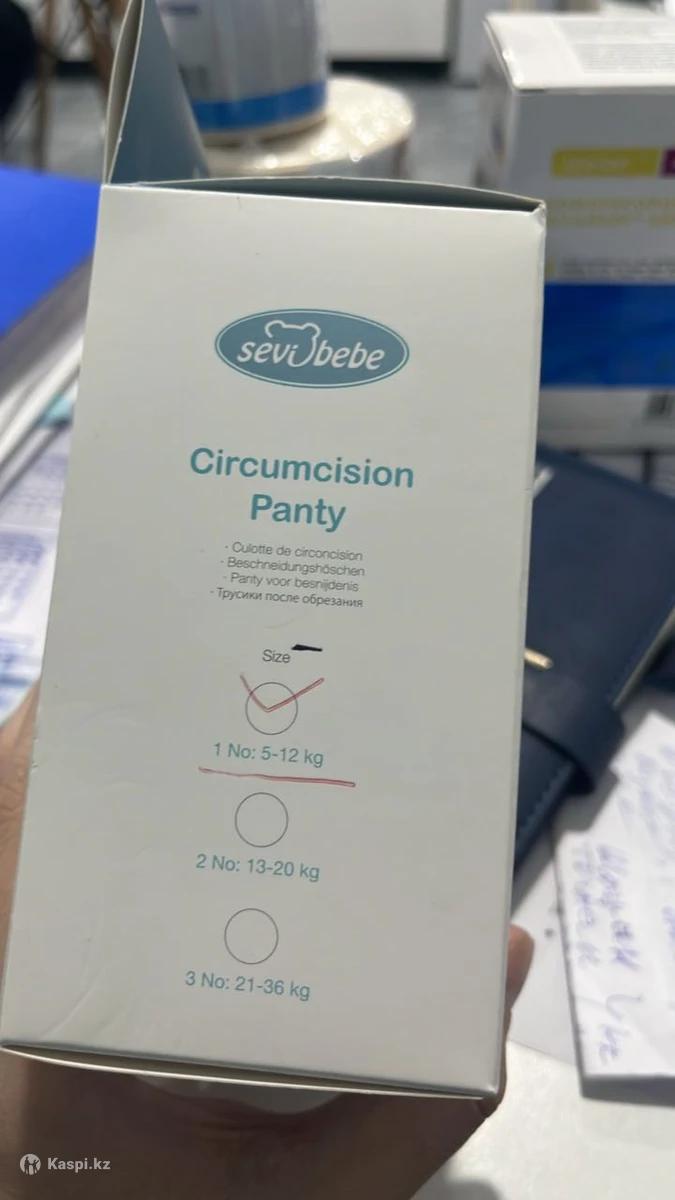 sevi bebe
Circumcision
Panty
· Culotte de circoncision
· Beschneidungshöschen
· Panty voor besnijdenis
· Трусики после обрезания
Size
1 No: 5-12 kg
2 No: 13-20 kg
3 No: 21-36 kg
Kaspi.kz